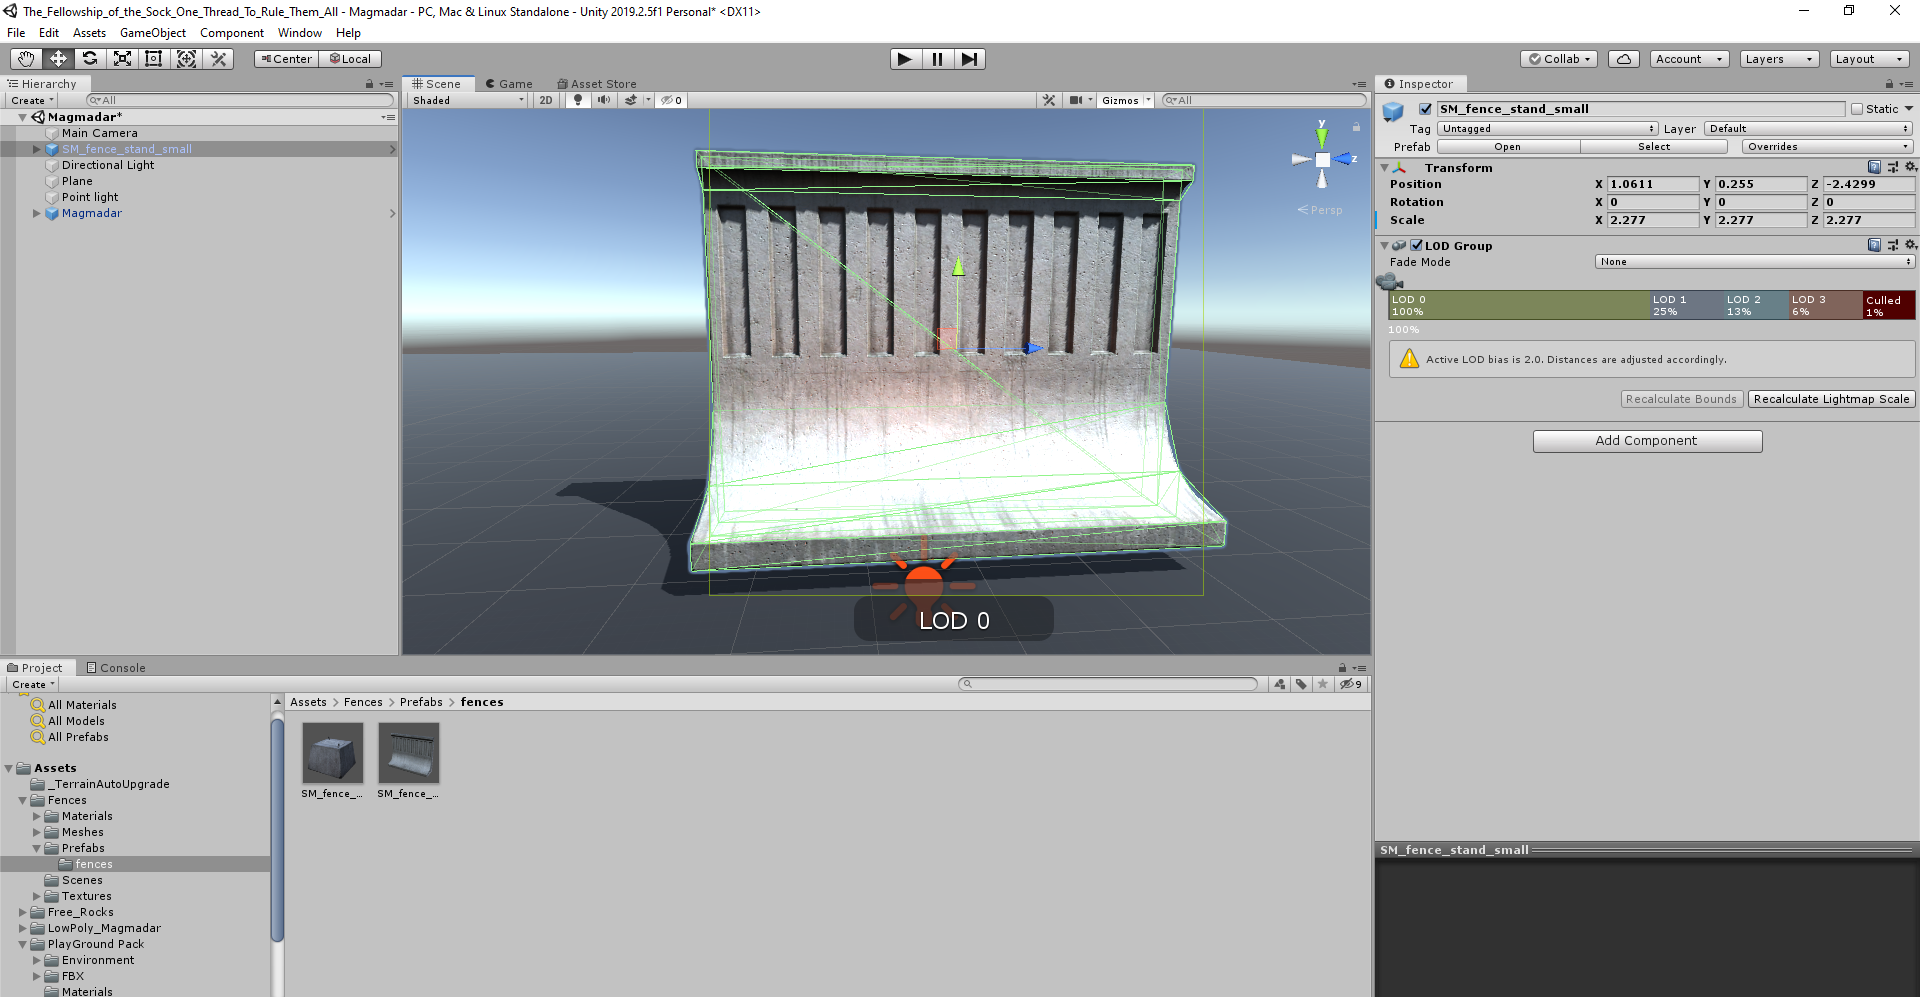 The_Fellowship_of_the_Sock_One_Thread_To_Rule_Them_All - Magmadar - PC, Mac & Linux Standalone - Unity 2019.2.5f1 Personal* <DX11>
File Edit Assets GameObject Component Window Help
Center Local Collab Account Layers Layout
Hierarchy
Create All
Magmadar*
Main Camera
SM_fence_stand_small
Directional Light
Plane
Point light
Magmadar
Scene Game Asset Store
Shaded 2D 0 Gizmos All
y
z
Persp
LOD 0
Inspector
SM_fence_stand_small Static
Tag Untagged Layer Default
Prefab Open Select Overrides
Transform
Position X 1.0611 Y 0.255 Z -2.4299
Rotation X 0 Y 0 Z 0
Scale X 2.277 Y 2.277 Z 2.277
LOD Group
Fade Mode None
LOD 0 LOD 1 LOD 2 LOD 3 Culled
100% 25% 13% 6% 1%
100%
Active LOD bias is 2.0. Distances are adjusted accordingly.
Recalculate Bounds Recalculate Lightmap Scale
Add Component
SM_fence_stand_small
Project Console
Create 9
All Materials
All Models
All Prefabs
Assets
_TerrainAutoUpgrade
Fences
Materials
Meshes
Prefabs
fences
Scenes
Textures
Free_Rocks
LowPoly_Magmadar
PlayGround Pack
Environment
FBX
Materials
Assets > Fences > Prefabs > fences
SM_fence_... SM_fence_...